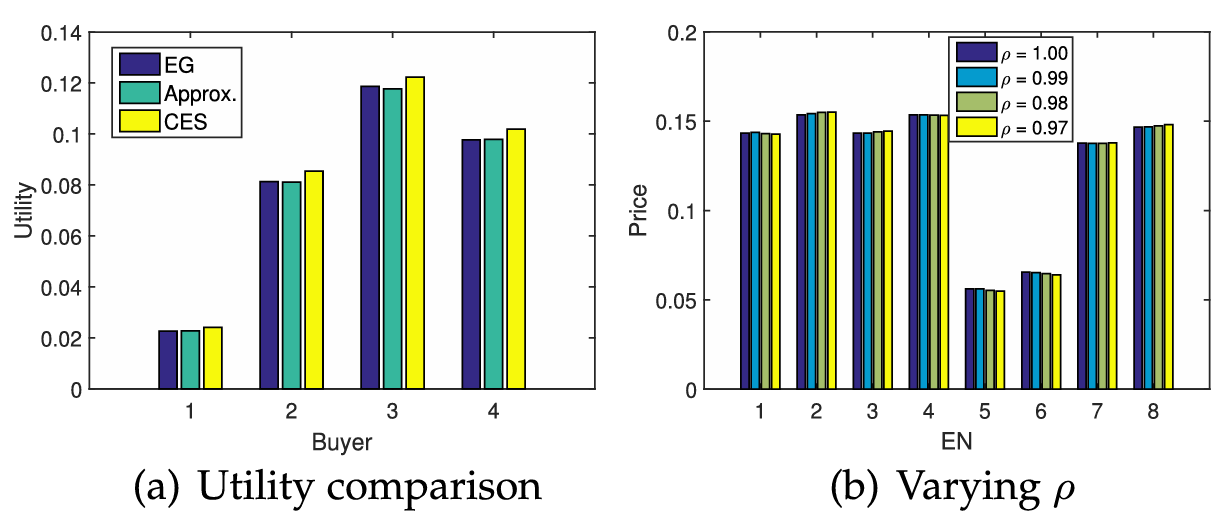 0.14
0.12
0.1
0.08
0.06
0.04
0.02
0
Utility
EG
Approx.
CES
1 2 3 4
Buyer
(a) Utility comparison
0.2
0.15
0.1
0.05
0
Price
ρ = 1.00
ρ = 0.99
ρ = 0.98
ρ = 0.97
1 2 3 4 5 6 7 8
EN
(b) Varying ρ